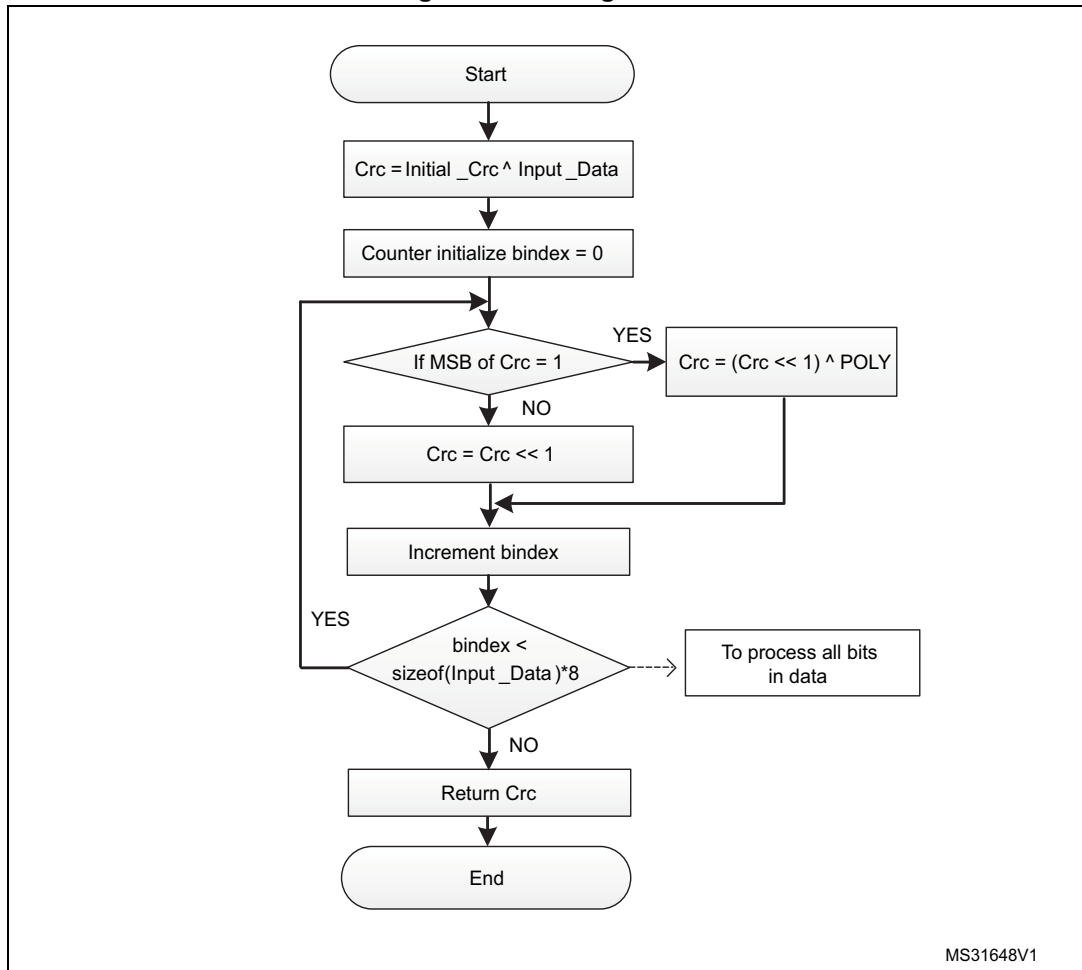 Start
Crc = Initial _Crc ^ Input _Data
Counter initialize bindex = 0
If MSB of Crc = 1
YES
Crc = (Crc << 1) ^ POLY
NO
Crc = Crc << 1
Increment bindex
YES
bindex <
sizeof(Input _Data)*8
To process all bits
in data
NO
Return Crc
End
MS31648V1